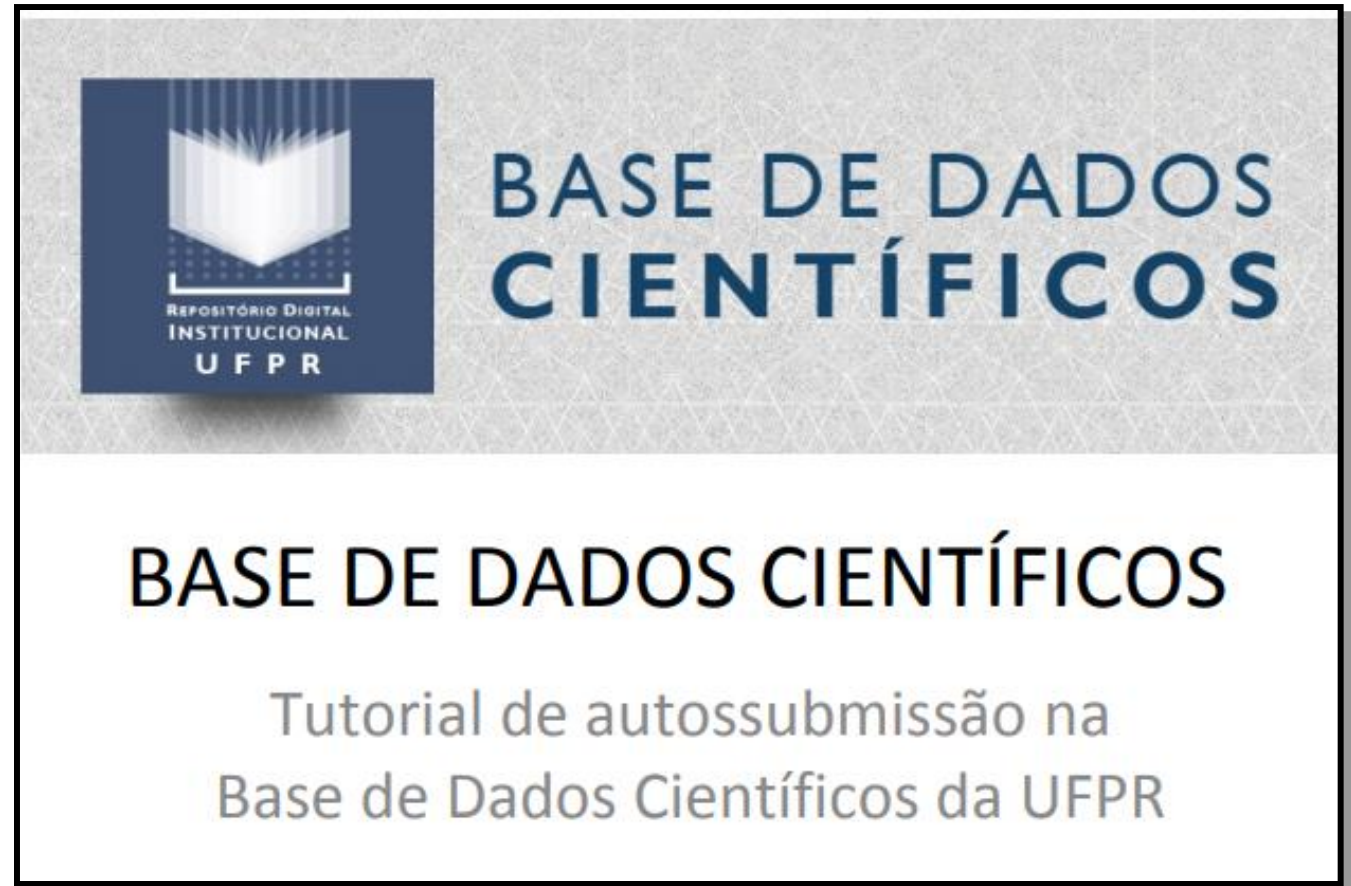 REPOSITÓRIO DIGITAL
INSTITUCIONAL
UFPR
BASE DE DADOS
CIENTÍFICOS
BASE DE DADOS CIENTÍFICOS
Tutorial de autossubmissão na
Base de Dados Científicos da UFPR